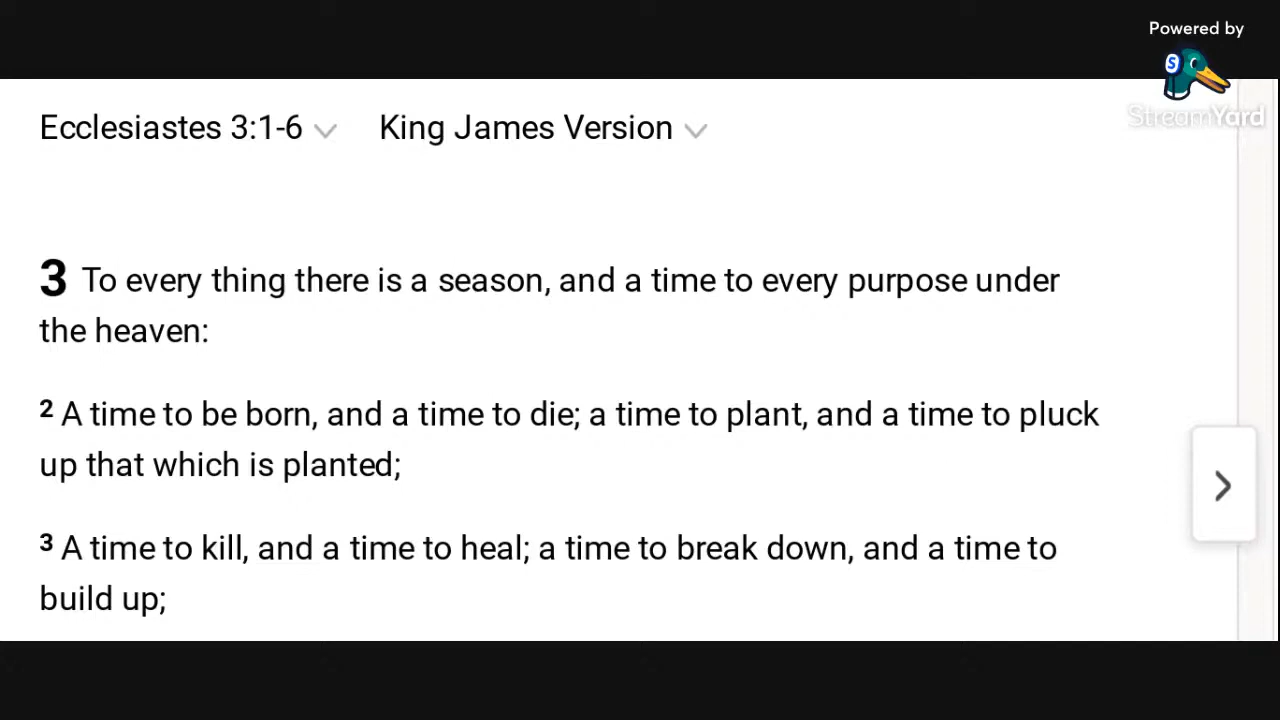 Powered by
S
StreamYard
Ecclesiastes 3:1-6 King James Version
3 To every thing there is a season, and a time to every purpose under
the heaven:
2 A time to be born, and a time to die; a time to plant, and a time to pluck
up that which is planted;
3 A time to kill, and a time to heal; a time to break down, and a time to
build up;